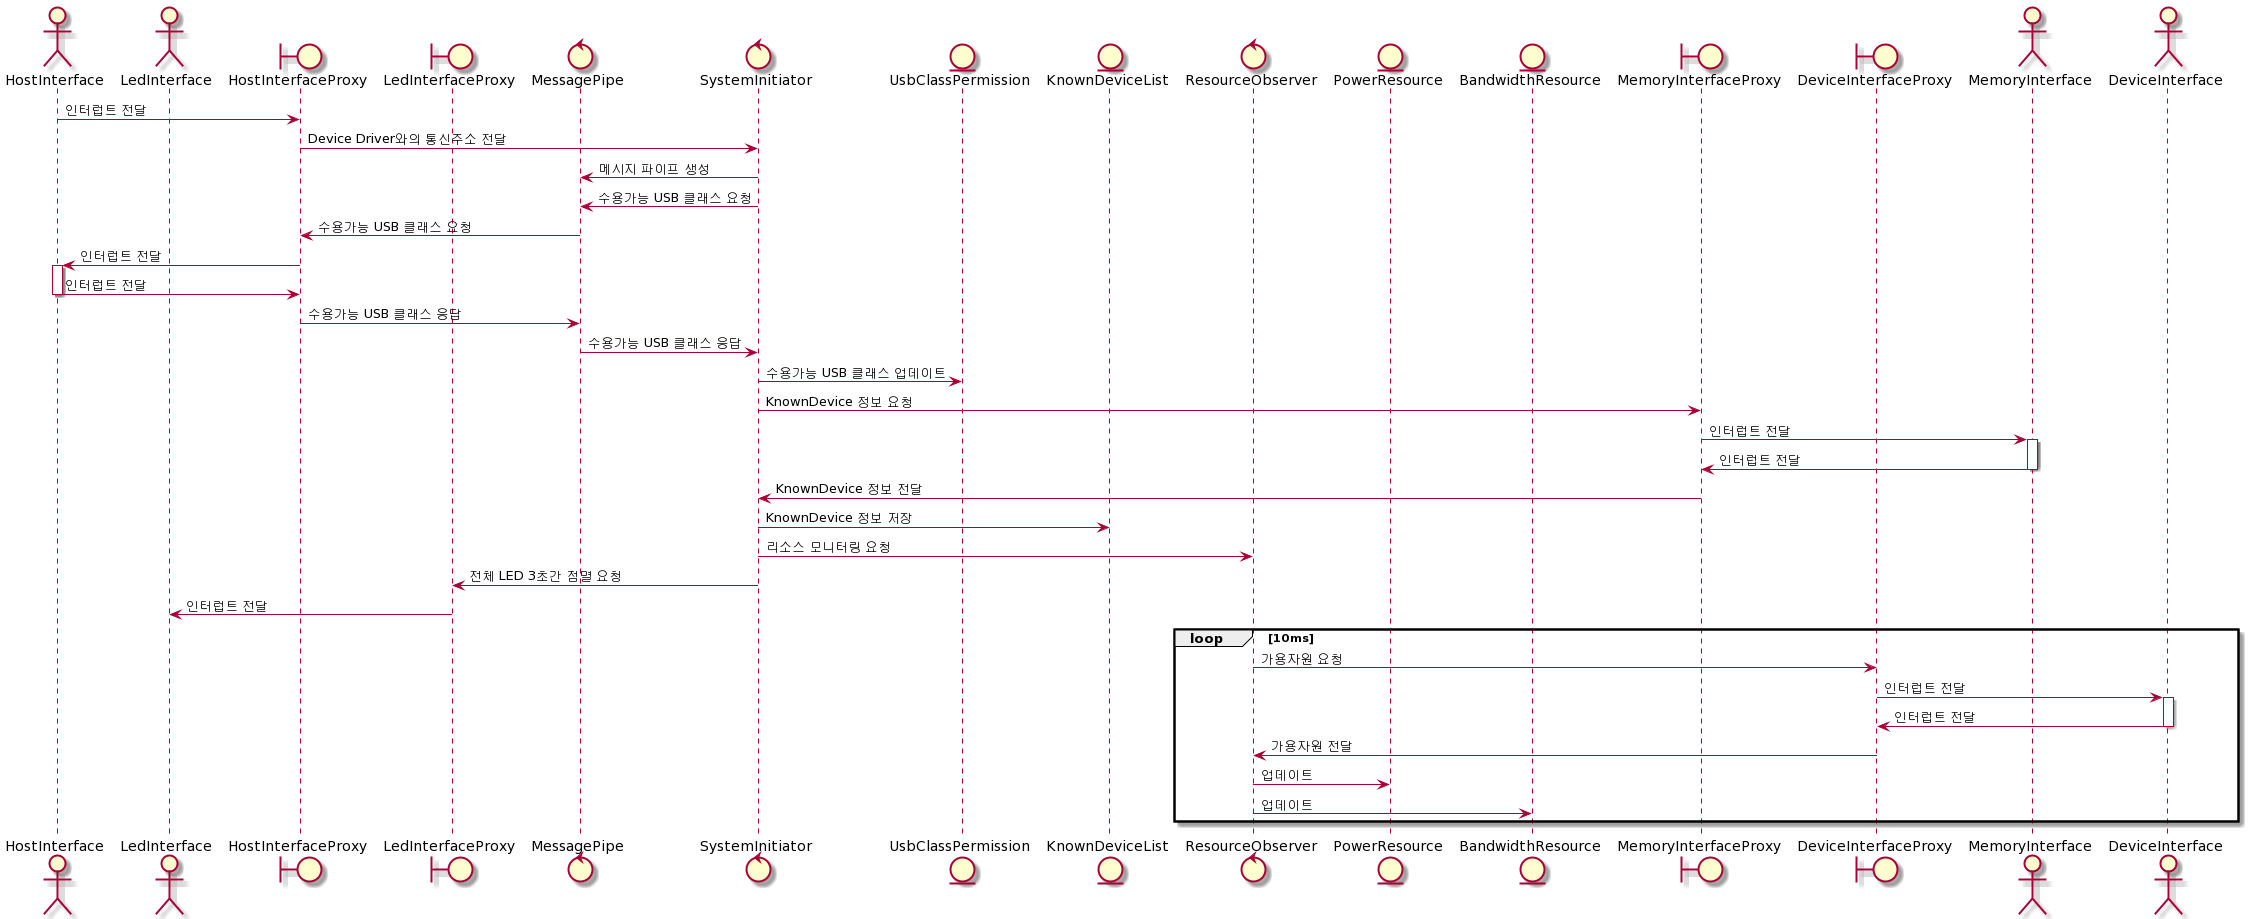 HostInterface LedInterface HostInterfaceProxy LedInterfaceProxy MessagePipe SystemInitiator UsbClassPermission KnownDeviceList ResourceObserver PowerResource BandwidthResource MemoryInterfaceProxy DeviceInterfaceProxy MemoryInterface DeviceInterface
인터럽트 전달
Device Driver와의 통신주소 전달
메시지 파이프 생성
수용가능 USB 클래스 요청
수용가능 USB 클래스 요청
인터럽트 전달
인터럽트 전달
수용가능 USB 클래스 응답
수용가능 USB 클래스 응답
수용가능 USB 클래스 업데이트
KnownDevice 정보 요청
인터럽트 전달
인터럽트 전달
KnownDevice 정보 전달
KnownDevice 정보 저장
리소스 모니터링 요청
전체 LED 3초간 점멸 요청
인터럽트 전달
loop [10ms]
가용자원 요청
인터럽트 전달
인터럽트 전달
가용자원 전달
업데이트
업데이트
HostInterface LedInterface HostInterfaceProxy LedInterfaceProxy MessagePipe SystemInitiator UsbClassPermission KnownDeviceList ResourceObserver PowerResource BandwidthResource MemoryInterfaceProxy DeviceInterfaceProxy MemoryInterface DeviceInterface